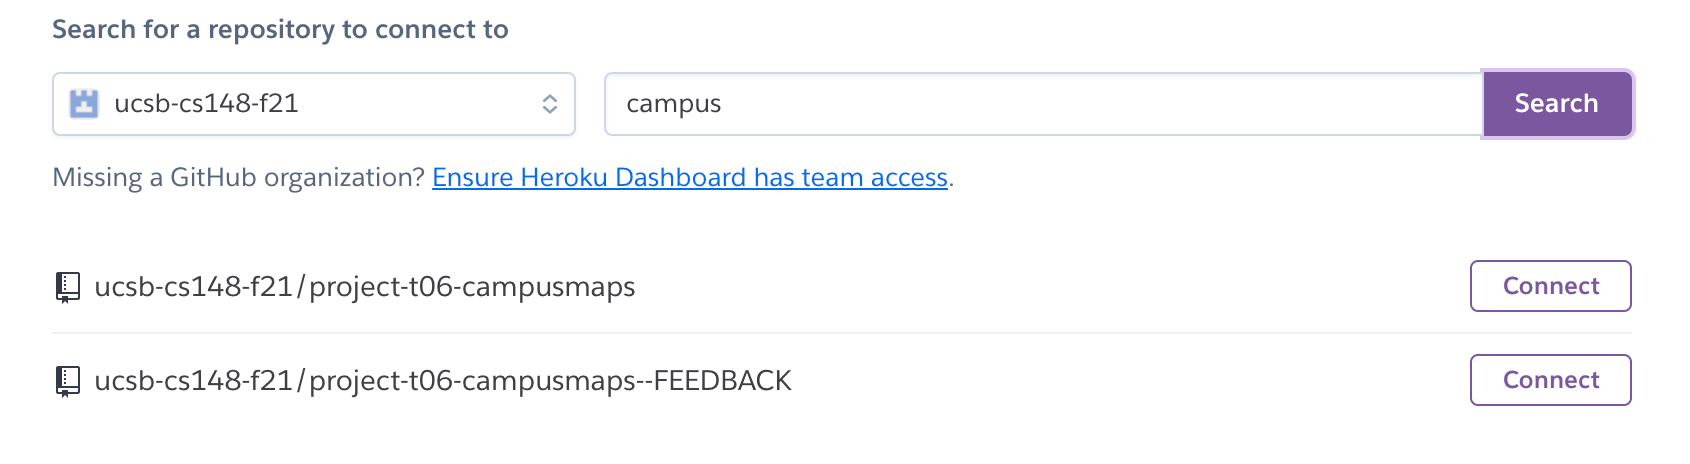 Search for a repository to connect to
ucsb-cs148-f21 campus Search
Missing a GitHub organization? Ensure Heroku Dashboard has team access.
ucsb-cs148-f21/project-t06-campusmaps Connect
ucsb-cs148-f21/project-t06-campusmaps--FEEDBACK Connect